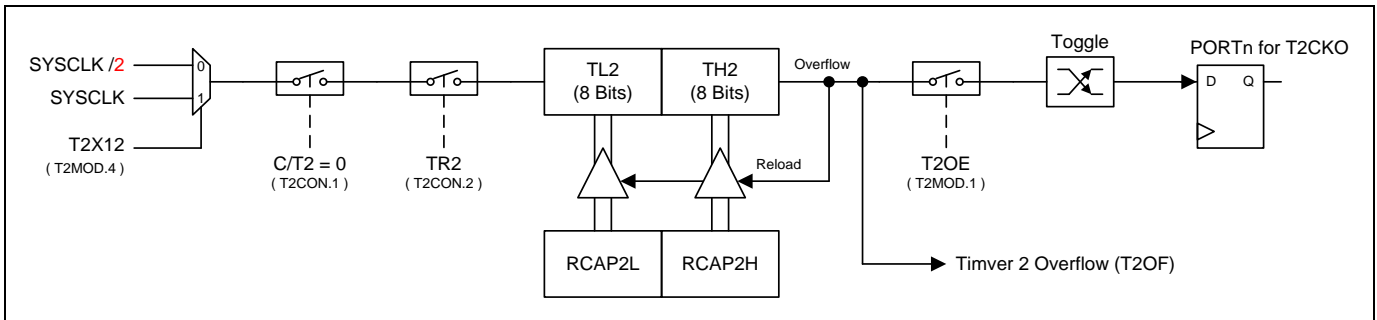 SYSCLK /2
SYSCLK
T2X12
( T2MOD.4 )
0
1
C/T2 = 0
( T2CON.1 )
TR2
( T2CON.2 )
TL2
(8 Bits)
TH2
(8 Bits)
Overflow
Reload
RCAP2L
RCAP2H
T2OE
( T2MOD.1 )
Toggle
PORTn for T2CKO
D Q
Timver 2 Overflow (T2OF)